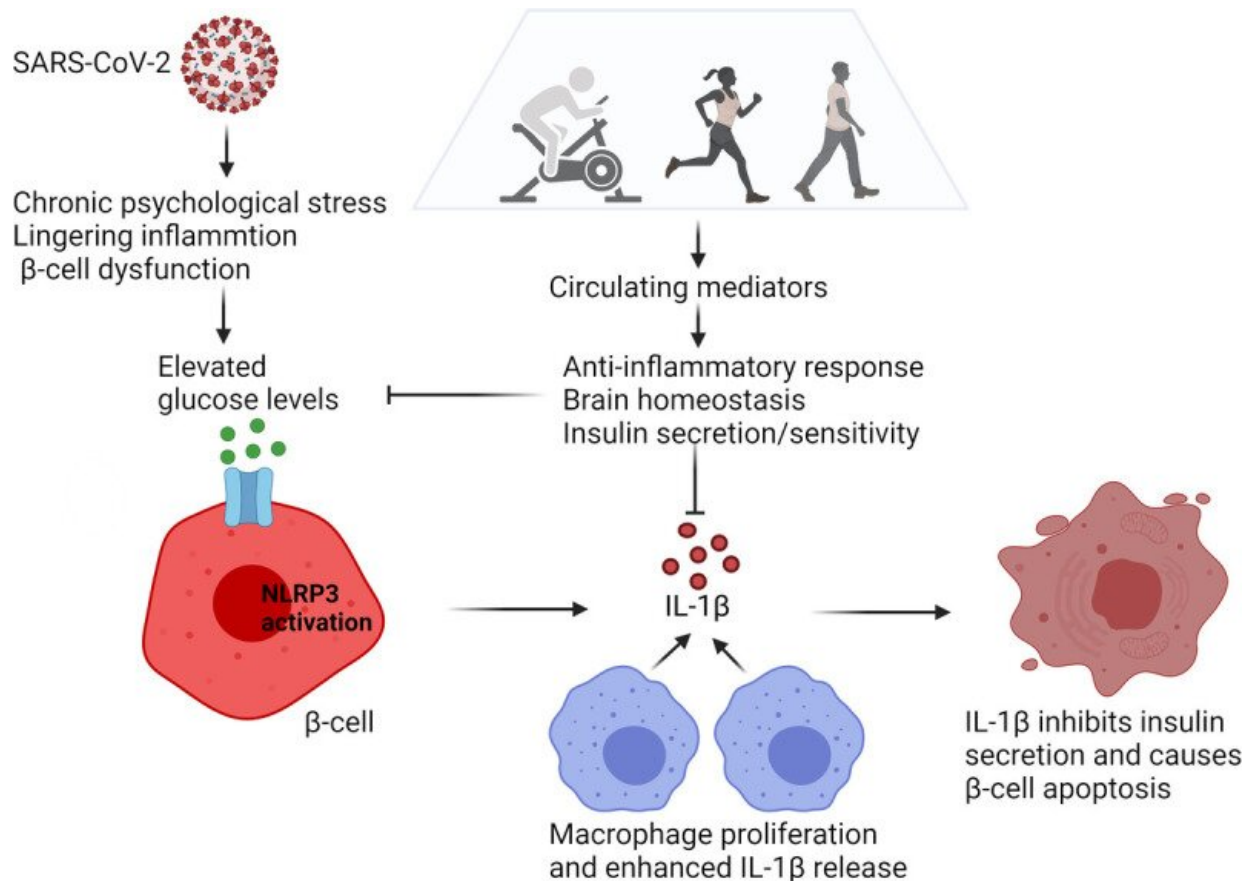 SARS-CoV-2
Chronic psychological stress
Lingering inflammtion
β-cell dysfunction
Circulating mediators
Elevated
glucose levels
Anti-inflammatory response
Brain homeostasis
Insulin secretion/sensitivity
NLRP3
activation
β-cell
IL-1β
Macrophage proliferation
and enhanced IL-1β release
IL-1β inhibits insulin
secretion and causes
β-cell apoptosis